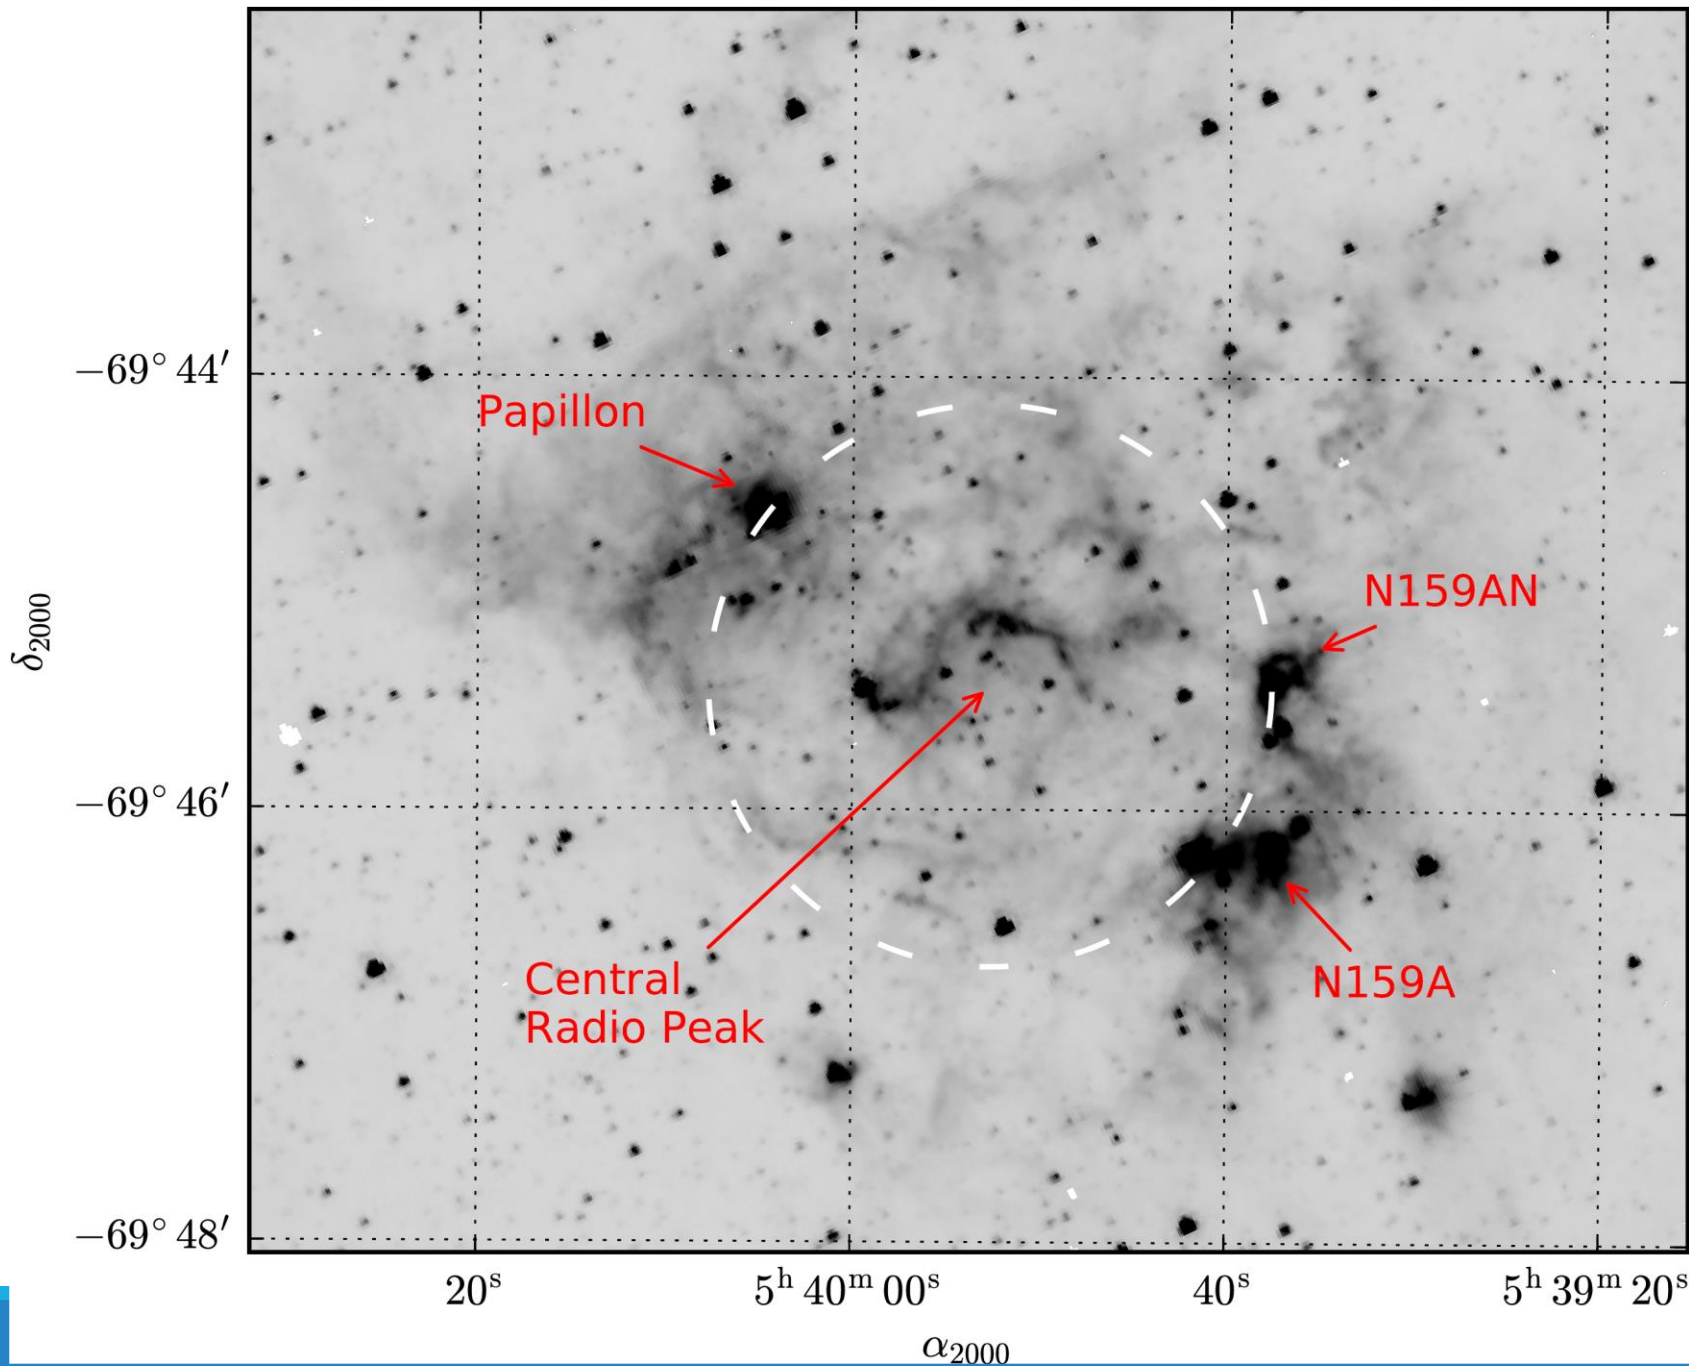 −69° 44′
Papillon
N159AN
δ2000
−69° 46′
Central
Radio Peak
N159A
−69° 48′
20ˢ
5ʰ 40ᵐ 00ˢ
40ˢ
5ʰ 39ᵐ 20ˢ
α2000